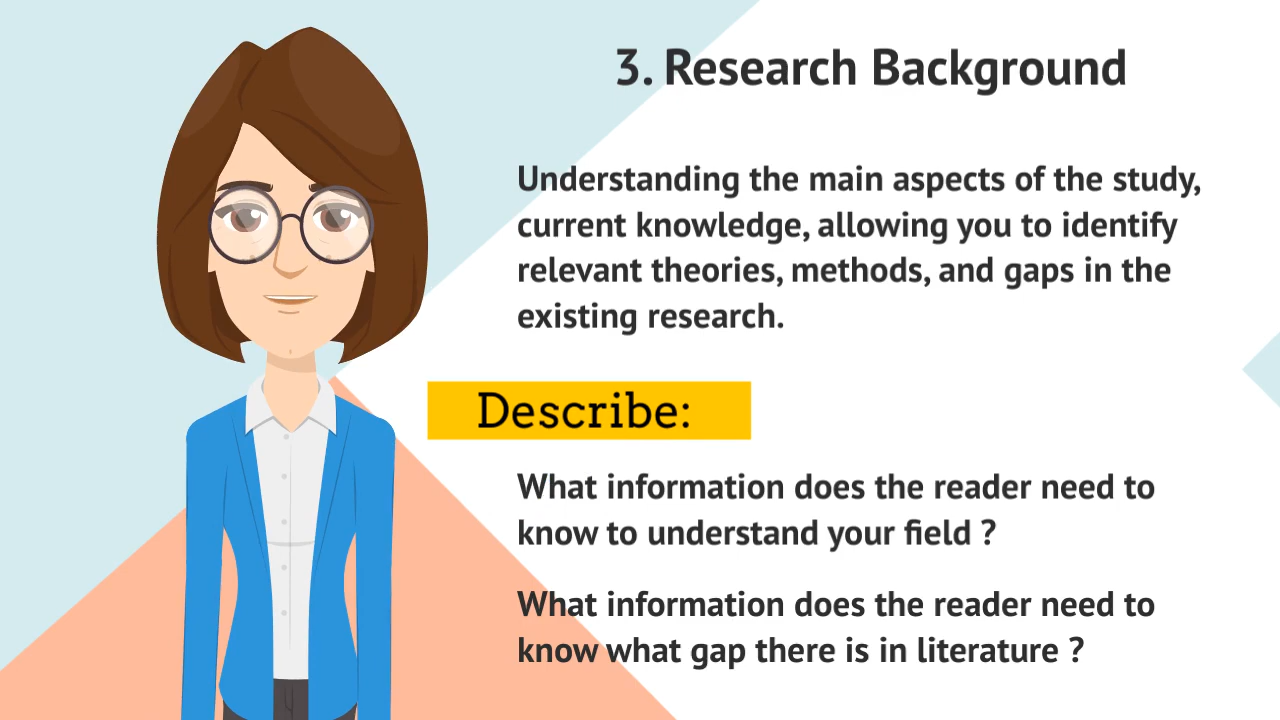 3. Research Background
Understanding the main aspects of the study,
current knowledge, allowing you to identify
relevant theories, methods, and gaps in the
existing research.
Describe:
What information does the reader need to
know to understand your field ?
What information does the reader need to
know what gap there is in literature ?